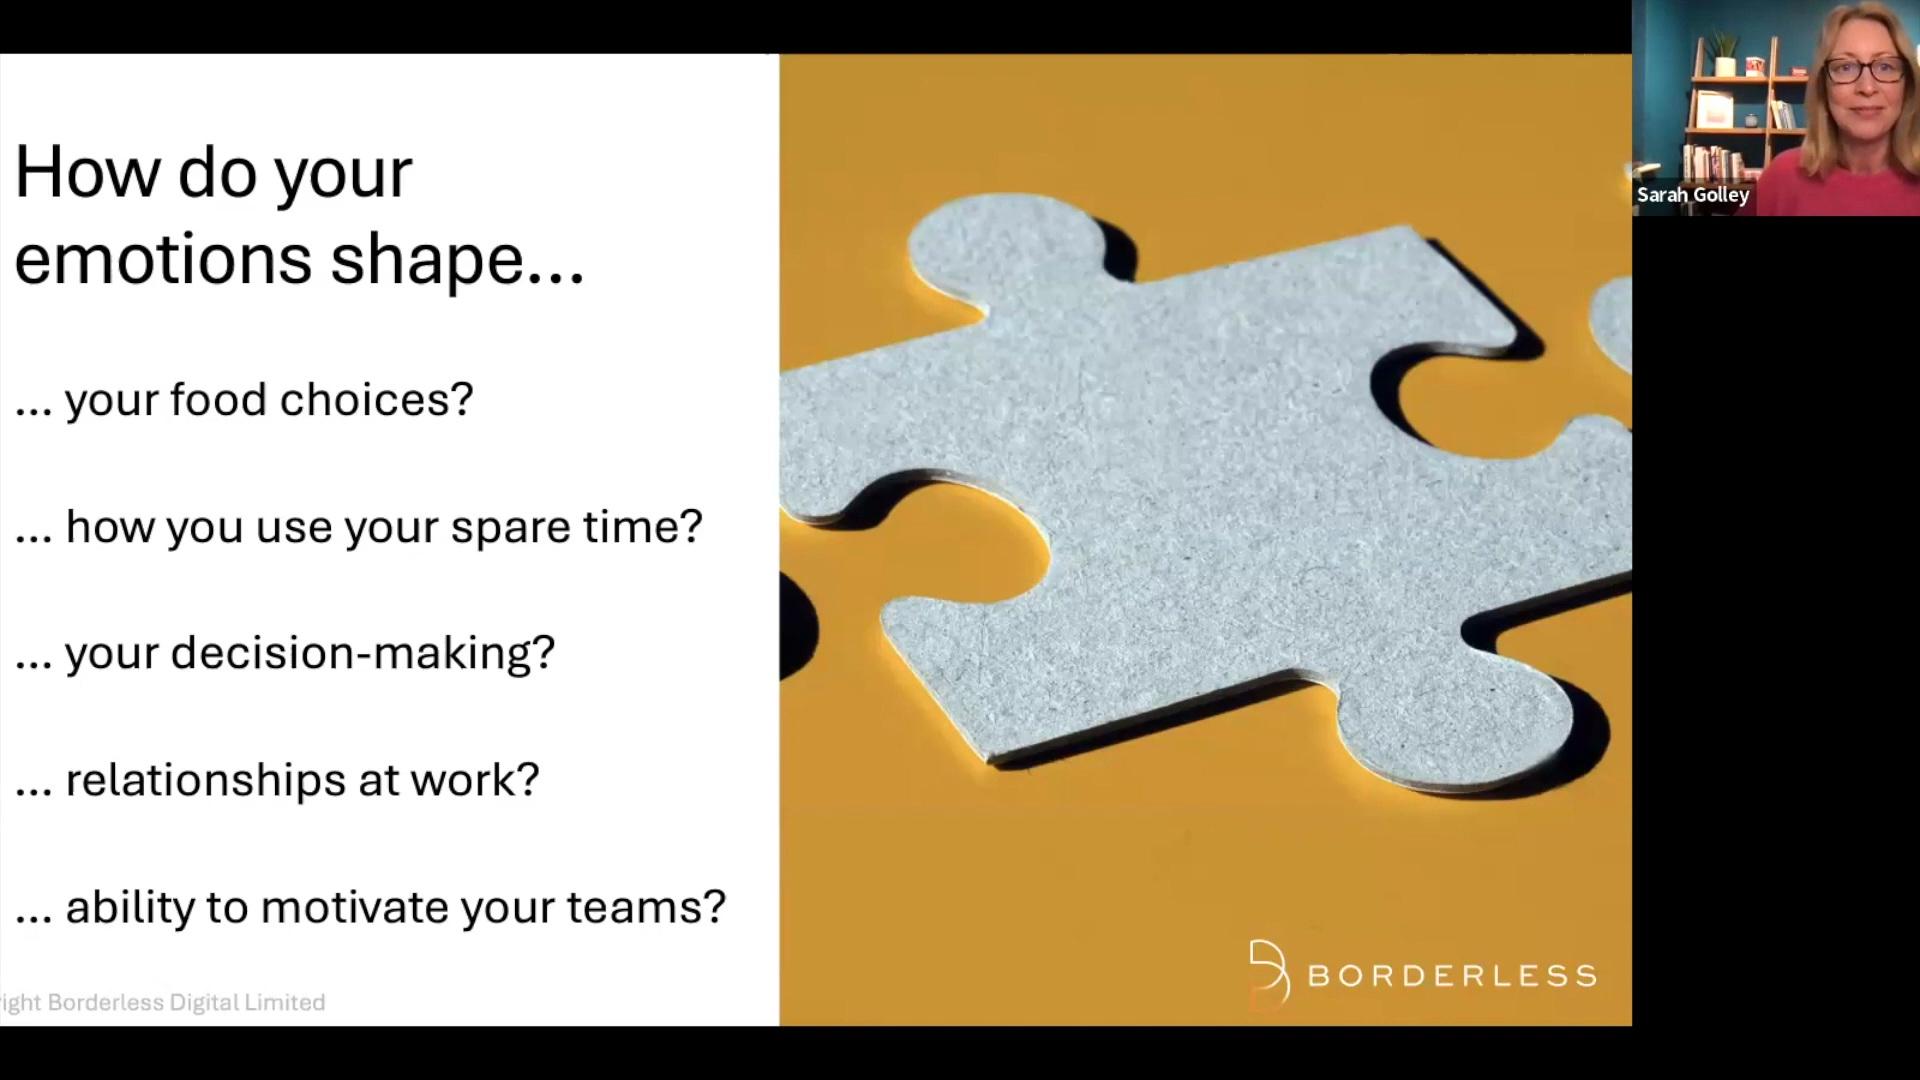 How do your
emotions shape...
... your food choices?
... how you use your spare time?
... your decision-making?
... relationships at work?
... ability to motivate your teams?
Borderless Digital Limited
BORDERLESS
Sarah Golley